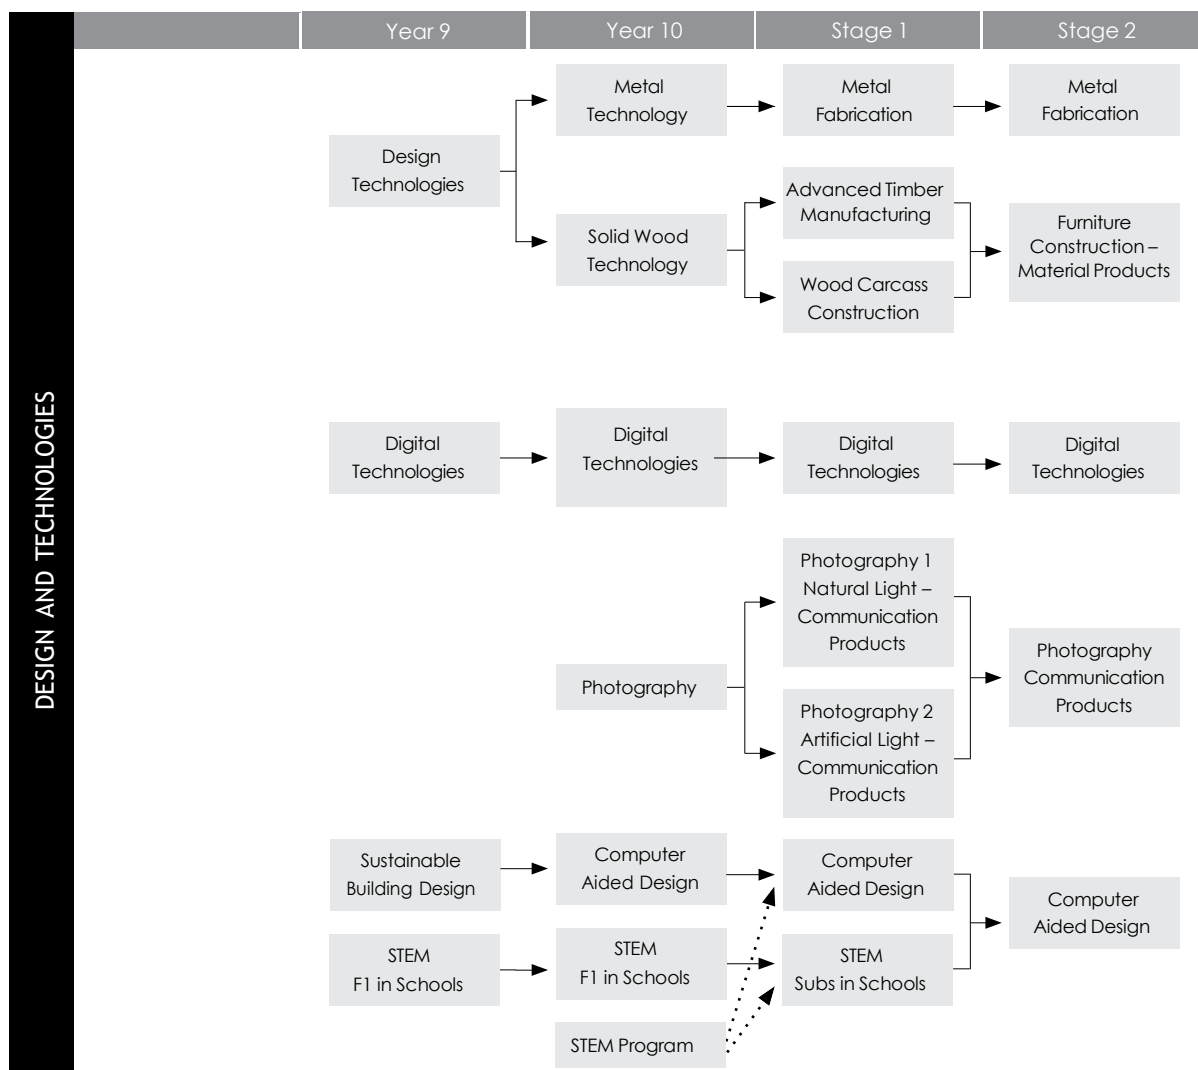 Year 9
Year 10
Stage 1
Stage 2
DESIGN AND TECHNOLOGIES
Design
Technologies
Metal
Technology
Metal
Fabrication
Metal
Fabrication
Solid Wood
Technology
Advanced Timber
Manufacturing
Wood Carcass
Construction
Furniture
Construction –
Material Products
Digital
Technologies
Digital
Technologies
Digital
Technologies
Digital
Technologies
Photography
Photography 1
Natural Light –
Communication
Products
Photography 2
Artificial Light –
Communication
Products
Photography
Communication
Products
Sustainable
Building Design
Computer
Aided Design
Computer
Aided Design
Computer
Aided Design
STEM
F1 in Schools
STEM
F1 in Schools
STEM
Subs in Schools
STEM Program